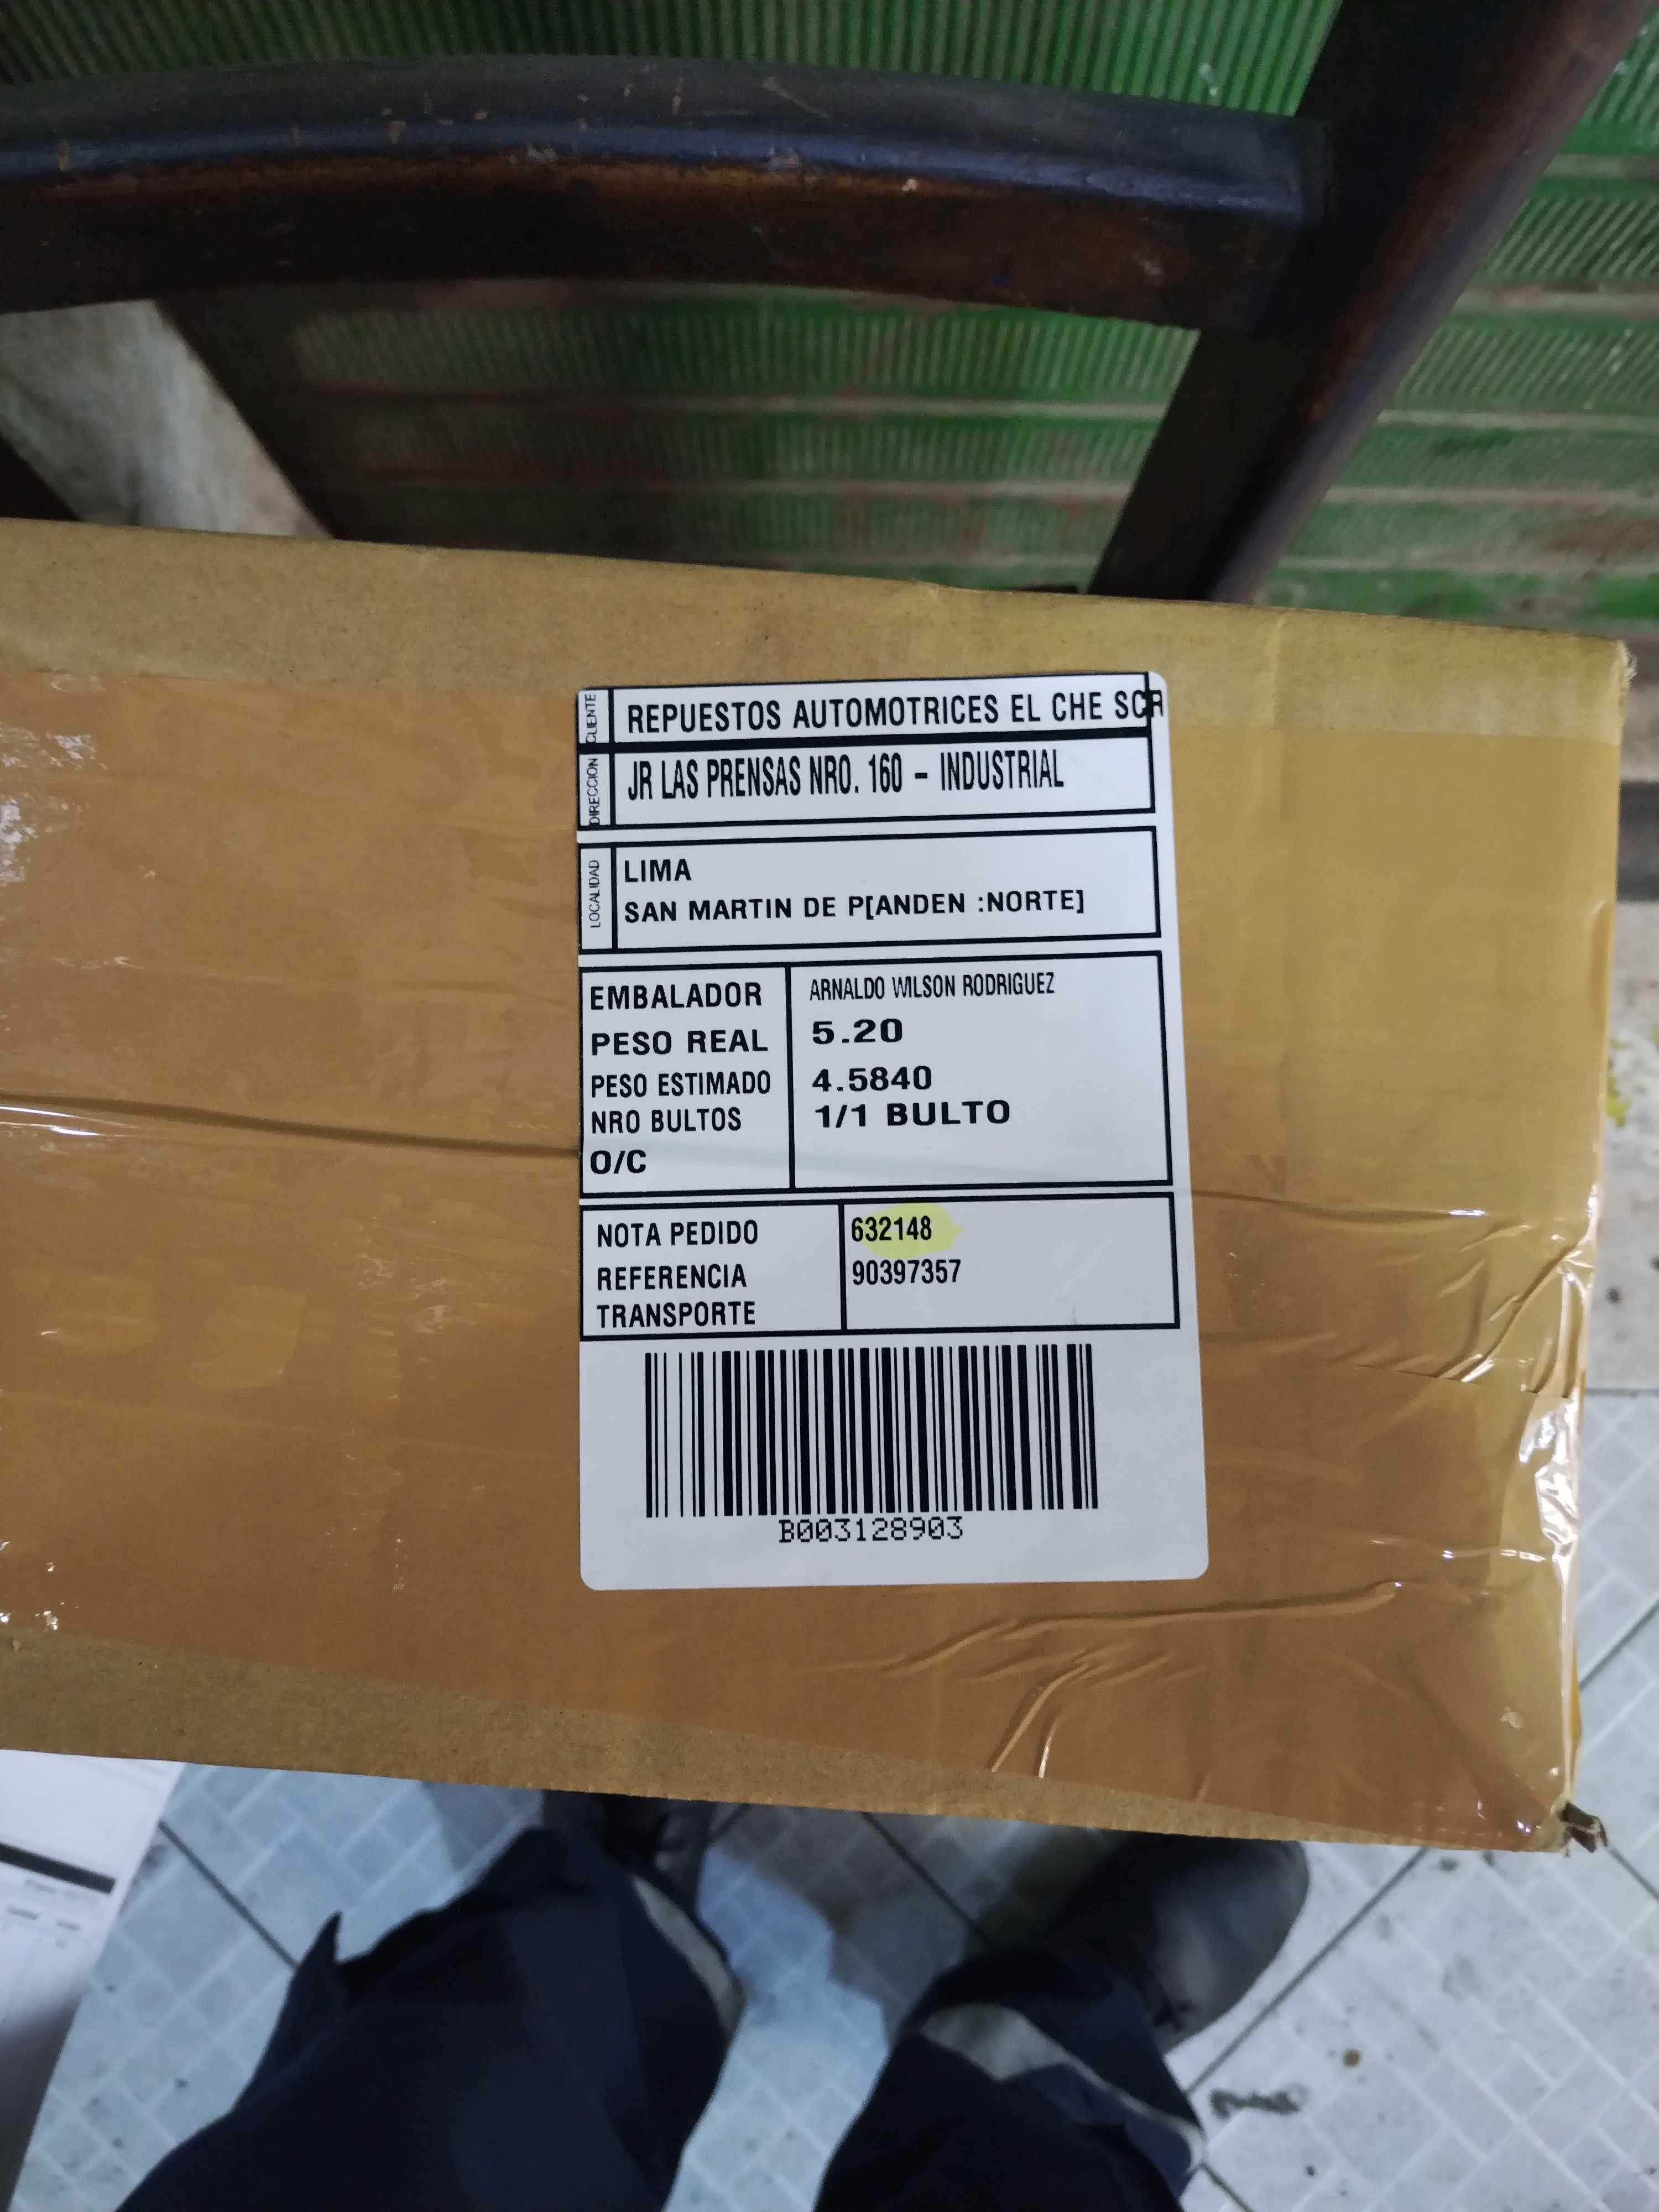 CLIENTE REPUESTOS AUTOMOTRICES EL CHE SCR
DIRECCION JR LAS PRENSAS NRO. 160 - INDUSTRIAL
LOCALIDAD LIMA
SAN MARTIN DE P[ANDEN :NORTE]
EMBALADOR ARNALDO WILSON RODRIGUEZ
PESO REAL 5.20
PESO ESTIMADO 4.5840
NRO BULTOS 1/1 BULTO
O/C
NOTA PEDIDO 632148
REFERENCIA 90397357
TRANSPORTE
B003128903